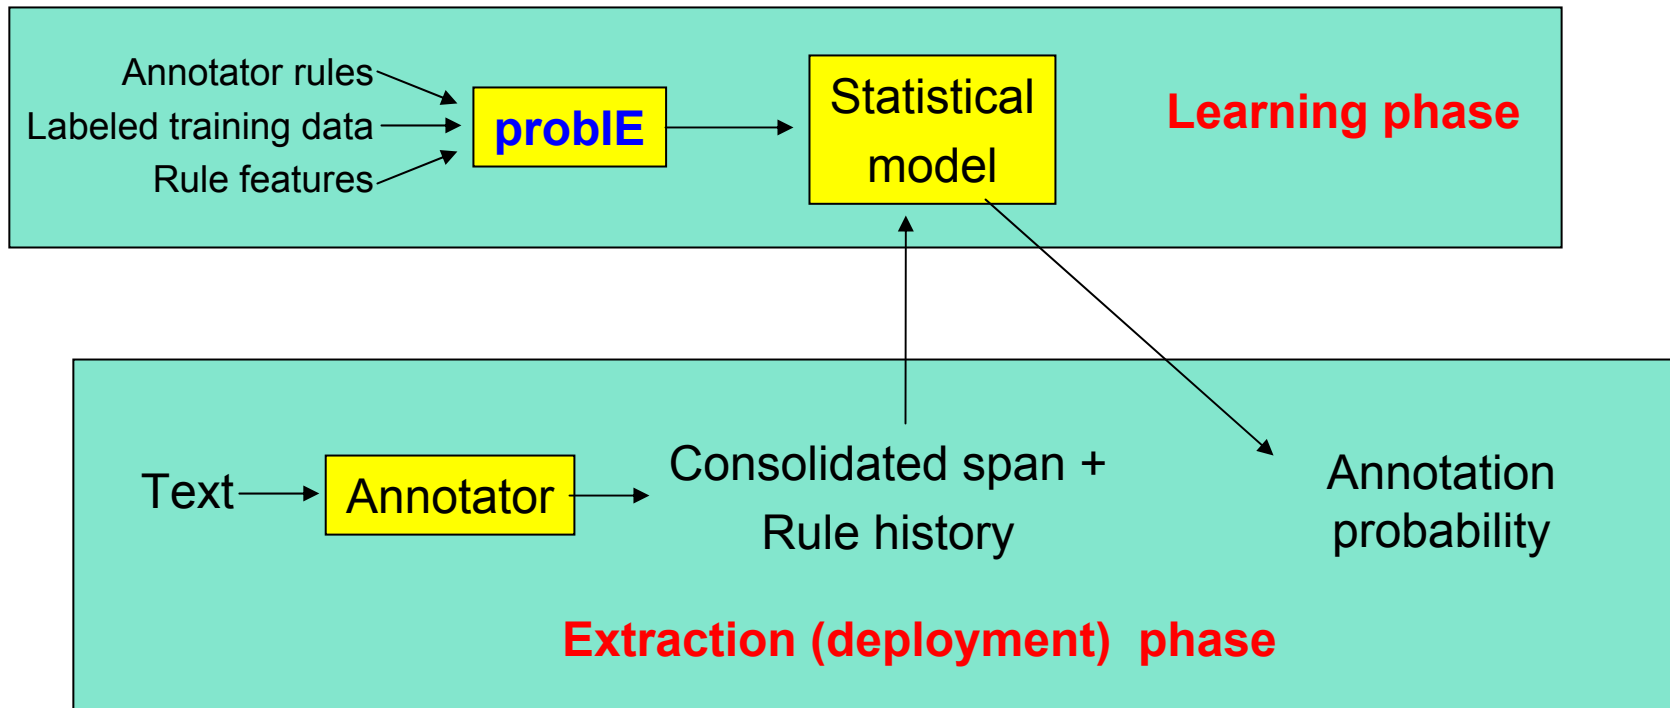 Annotator rules
Labeled training data
Rule features
probIE
Statistical
model
Learning phase
Text
Annotator
Consolidated span +
Rule history
Annotation
probability
Extraction (deployment)  phase